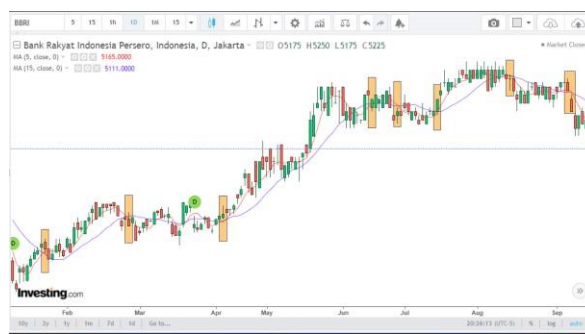 BBRI 5 15 1h 1D 1M 15
Bank Rakyat Indonesia Persero, Indonesia, D, Jakarta O5175 H5250 L5175 C5225
Market Close
MA (5, close, 0) 5165.0000
MA (15, close, 0) 5111.0000
D
D
Investing.com
Feb Mar Apr May Jun Jul Aug Sep
10y 3y 1y 1m 7d 1d Go to... % log auto